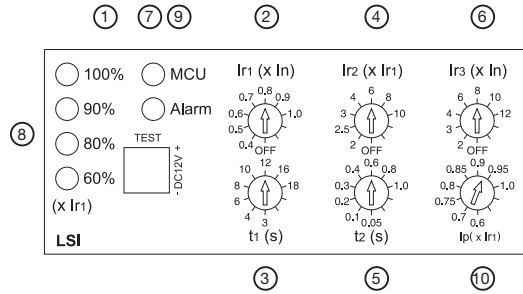 ① ⑦ ⑨ ② ④ ⑥
100% MCU Ir1 (x In) Ir2 (x Ir1) Ir3 (x In)
90% Alarm 0.4 0.5 0.6 0.7 0.8 0.9 1.0 OFF
2 2.5 3 4 6 8 10 OFF
2 4 6 8 10 12 OFF
⑧
80% TEST
60% - DC12V +
(x Ir1)
3 4 6 8 10 12 16 18
0.05 0.1 0.2 0.3 0.4 0.6 0.8 1.0
0.6 0.7 0.75 0.8 0.85 0.9 0.95 1.0
LSI t1 (s) t2 (s) Ip( x Ir1)
③ ⑤ ⑩